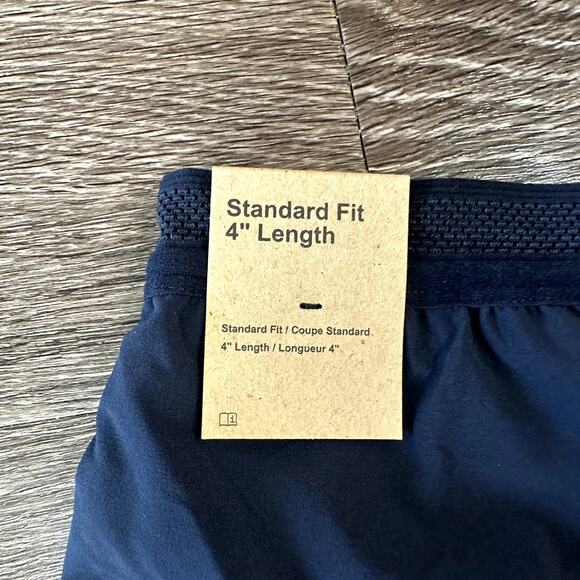 Standard Fit
4" Length
Standard Fit / Coupe Standard
4" Length / Longueur 4"
i